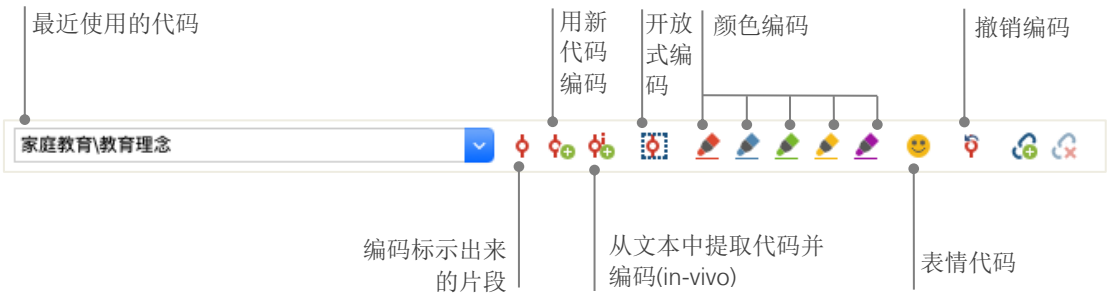 最近使用的代码
用新
代码
编码
开放
式编
码
颜色编码
撤销编码
家庭教育\教育理念
编码标示出来
的片段
从文本中提取代码并
编码(in-vivo)
表情代码